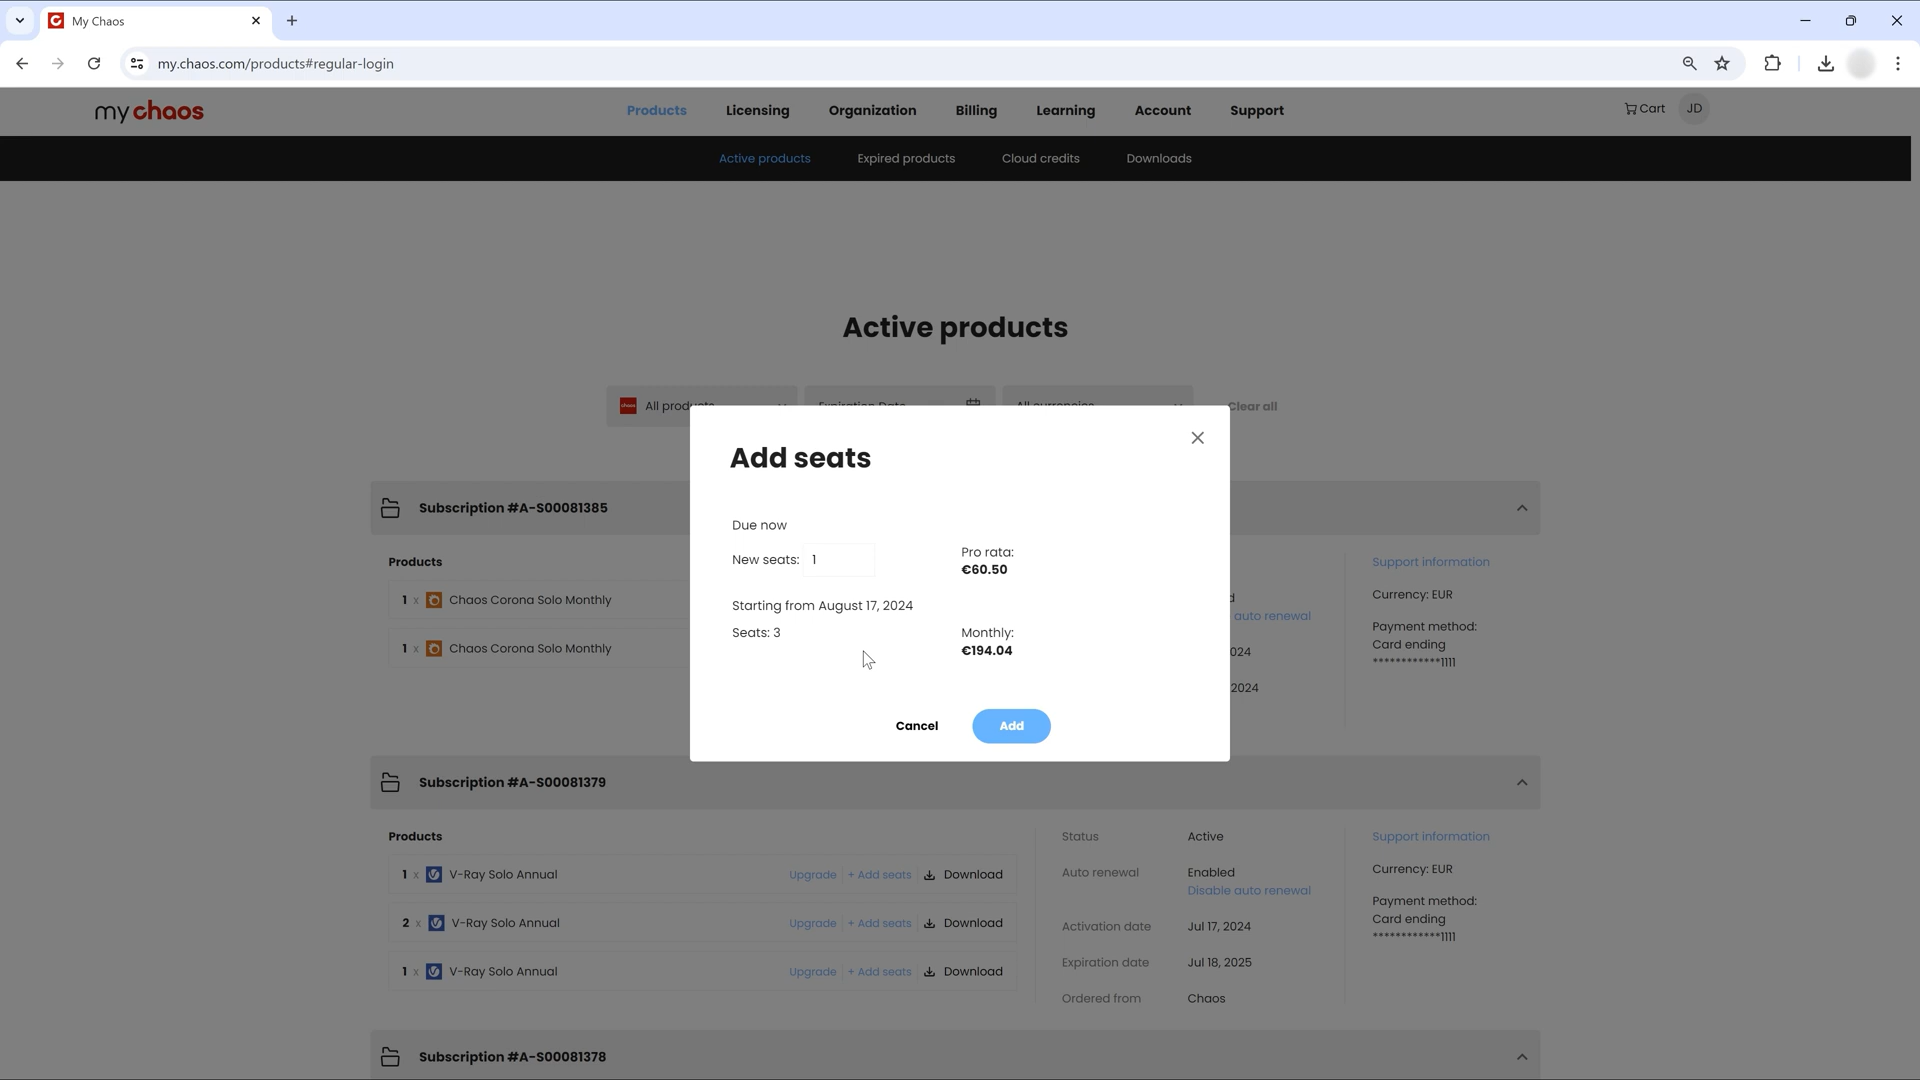 My Chaos
my.chaos.com/products#regular-login
my chaos
Products
Licensing
Organization
Billing
Learning
Account
Support
Cart
JD
Active products
Expired products
Cloud credits
Downloads
Active products
All products
Expiration Date
All currencies
Clear all
Add seats
Due now
New seats: 1
Pro rata:
€60.50
Starting from August 17, 2024
Seats: 3
Monthly:
€194.04
Cancel
Add
Subscription #A-S00081385
Products
1 x Chaos Corona Solo Monthly
1 x Chaos Corona Solo Monthly
d
auto renewal
024
2024
Support information
Currency: EUR
Payment method:
Card ending
************1111
Subscription #A-S00081379
Products
1 x V-Ray Solo Annual Upgrade + Add seats Download
2 x V-Ray Solo Annual Upgrade + Add seats Download
1 x V-Ray Solo Annual Upgrade + Add seats Download
Status Active
Auto renewal Enabled
Disable auto renewal
Activation date Jul 17, 2024
Expiration date Jul 18, 2025
Ordered from Chaos
Support information
Currency: EUR
Payment method:
Card ending
************1111
Subscription #A-S00081378